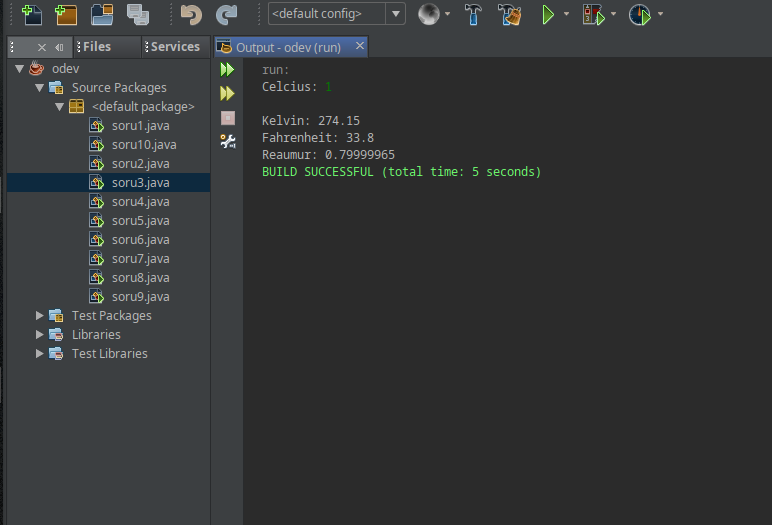 <default config>
Files
Services
Output - odev (run)
odev
Source Packages
<default package>
soru1.java
soru10.java
soru2.java
soru3.java
soru4.java
soru5.java
soru6.java
soru7.java
soru8.java
soru9.java
Test Packages
Libraries
Test Libraries
run:
Celcius: 1
Kelvin: 274.15
Fahrenheit: 33.8
Reaumur: 0.79999965
BUILD SUCCESSFUL (total time: 5 seconds)